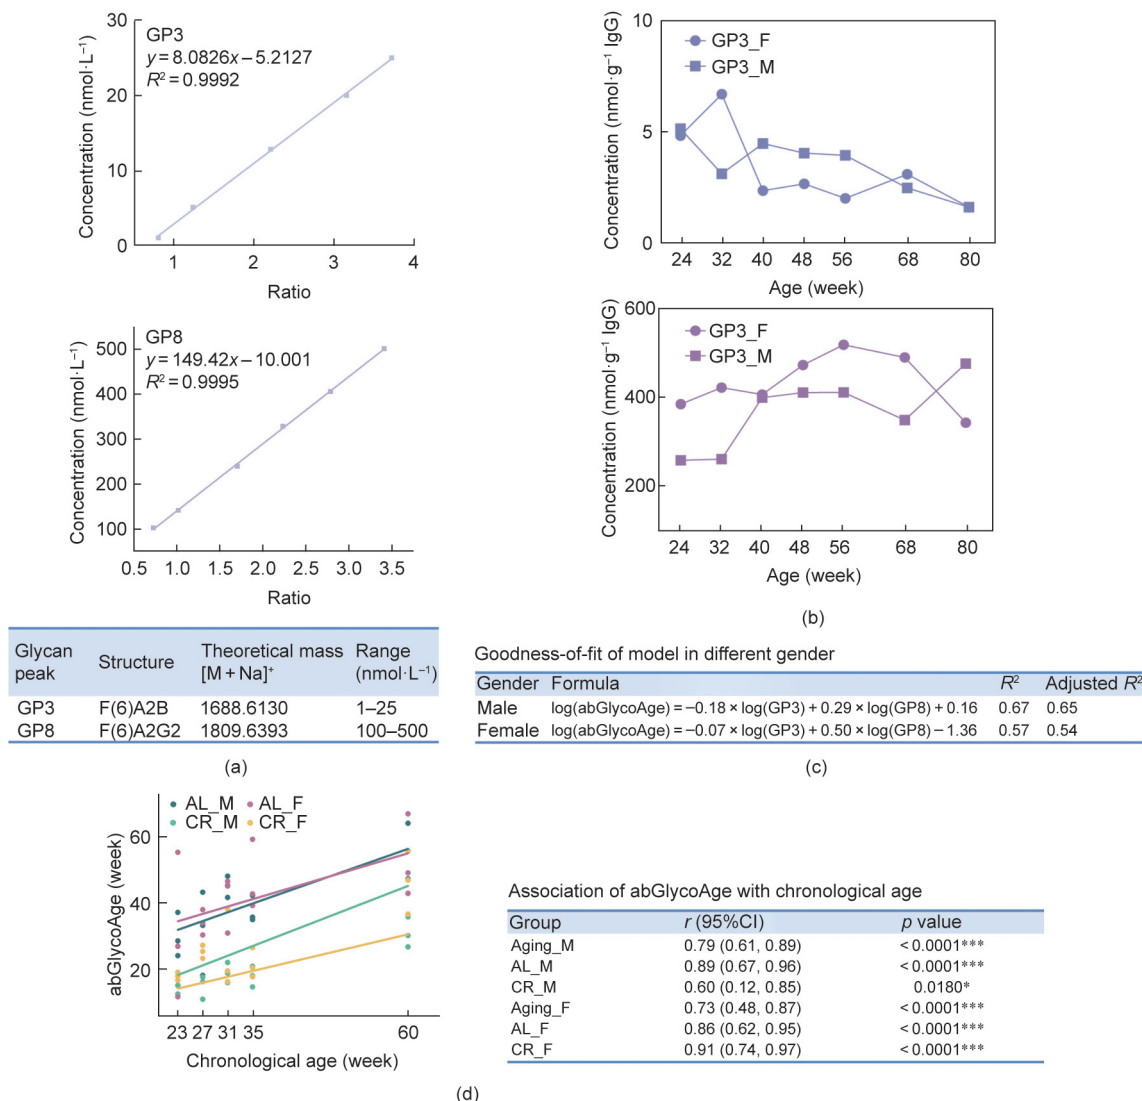 GP3
y = 8.0826x – 5.2127
R² = 0.9992
Concentration (nmol·L⁻¹)
30
20
10
0
1 2 3 4
Ratio
GP8
y = 149.42x – 10.001
R² = 0.9995
Concentration (nmol·L⁻¹)
500
400
300
200
100
0.5 1.0 1.5 2.0 2.5 3.0 3.5
Ratio
Glycan peak Structure Theoretical mass [M + Na]⁺ Range (nmol·L⁻¹)
GP3 F(6)A2B 1688.6130 1–25
GP8 F(6)A2G2 1809.6393 100–500
(a)
Concentration (nmol·g⁻¹ IgG)
10
5
0
GP3_F
GP3_M
24 32 40 48 56 68 80
Age (week)
Concentration (nmol·g⁻¹ IgG)
600
400
200
GP3_F
GP3_M
24 32 40 48 56 68 80
Age (week)
(b)
Goodness-of-fit of model in different gender
Gender Formula R² Adjusted R²
Male log(abGlycoAge) = −0.18 × log(GP3) + 0.29 × log(GP8) + 0.16 0.67 0.65
Female log(abGlycoAge) = −0.07 × log(GP3) + 0.50 × log(GP8) − 1.36 0.57 0.54
(c)
AL_M AL_F
CR_M CR_F
abGlycoAge (week)
60
40
20
23 27 31 35 60
Chronological age (week)
Association of abGlycoAge with chronological age
Group r (95%CI) p value
Aging_M 0.79 (0.61, 0.89) < 0.0001***
AL_M 0.89 (0.67, 0.96) < 0.0001***
CR_M 0.60 (0.12, 0.85) 0.0180*
Aging_F 0.73 (0.48, 0.87) < 0.0001***
AL_F 0.86 (0.62, 0.95) < 0.0001***
CR_F 0.91 (0.74, 0.97) < 0.0001***
(d)